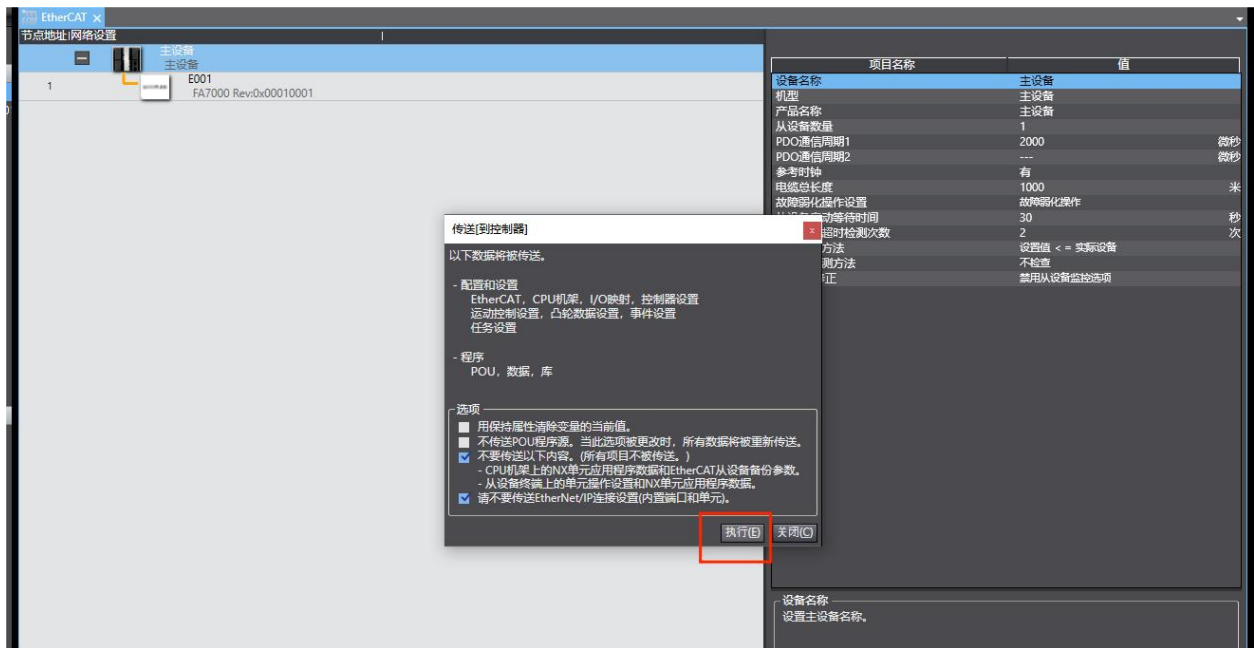 EtherCAT ×
节点地址|网络设置
主设备
主设备
1
E001
FA7000 Rev:0x00010001
项目名称 值
设备名称 主设备
机型 主设备
产品名称 主设备
从设备数量 1
PDO通信周期1 2000 微秒
PDO通信周期2 --- 微秒
参考时钟 有
电缆总长度 1000 米
故障弱化操作设置 故障弱化操作
动等待时间 30 秒
超时检测次数 2 次
方法 设置值 < = 实际设备
测方法 不检查
正 禁用从设备监控选项
传送[到控制器]
x
以下数据将被传送。
- 配置和设置
EtherCAT，CPU机架，I/O映射，控制器设置
运动控制设置，凸轮数据设置，事件设置
任务设置
- 程序
POU，数据，库
选项
用保持属性清除变量的当前值。
不传送POU程序源。当此选项被更改时，所有数据将被重新传送。
不要传送以下内容。(所有项目不被传送。)
- CPU机架上的NX单元应用程序数据和EtherCAT从设备备份参数。
- 从设备终端上的单元操作设置和NX单元应用程序数据。
请不要传送EtherNet/IP连接设置(内置端口和单元)。
执行(E) 关闭(C)
设备名称
设置主设备名称。